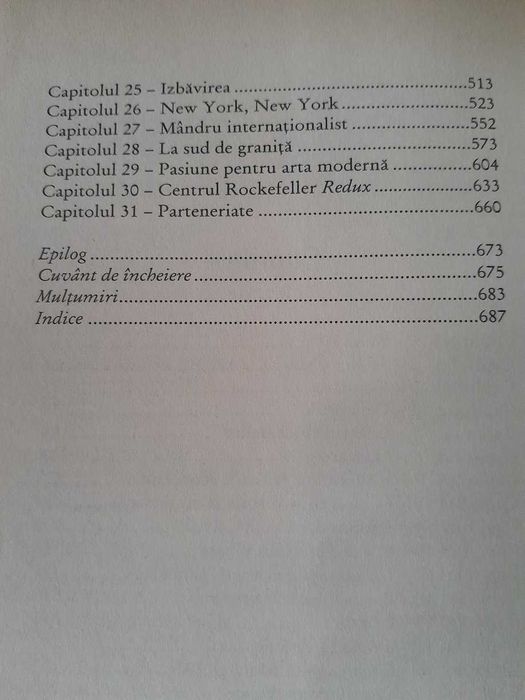 Capitolul 25 – Izbăvirea ........................................513
Capitolul 26 – New York, New York......................523
Capitolul 27 – Mândru internaționalist ....................552
Capitolul 28 – La sud de graniță .............................573
Capitolul 29 – Pasiune pentru arta modernă .............604
Capitolul 30 – Centrul Rockefeller Redux .................633
Capitolul 31 – Parteneriate .....................................660
Epilog .................................................................673
Cuvânt de încheiere ................................................675
Mulțumiri..............................................................683
Indice ..................................................................687